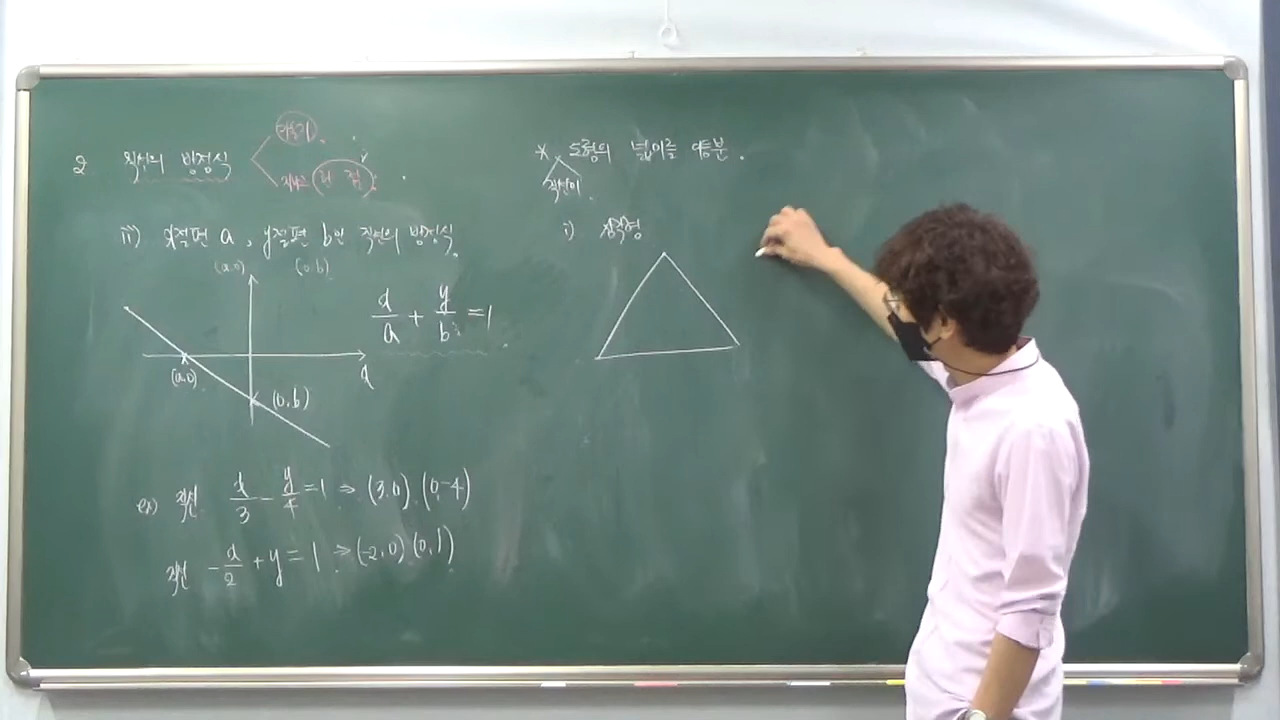 2 직선의 방정식
기울기
지나는 한 점
ii) x절편 a, y절편 b인 직선의 방정식.
(a.0) (0.b)
x/a + y/b = 1
(a.0)
(0,b)
x
ex) 직선 x/3 - y/4 = 1 ⇒ (3.0), (0,-4)
직선 -x/2 + y = 1 ⇒ (-2,0) (0,1)
* 도형의 넓이를 이등분.
직선이
i) 삼각형